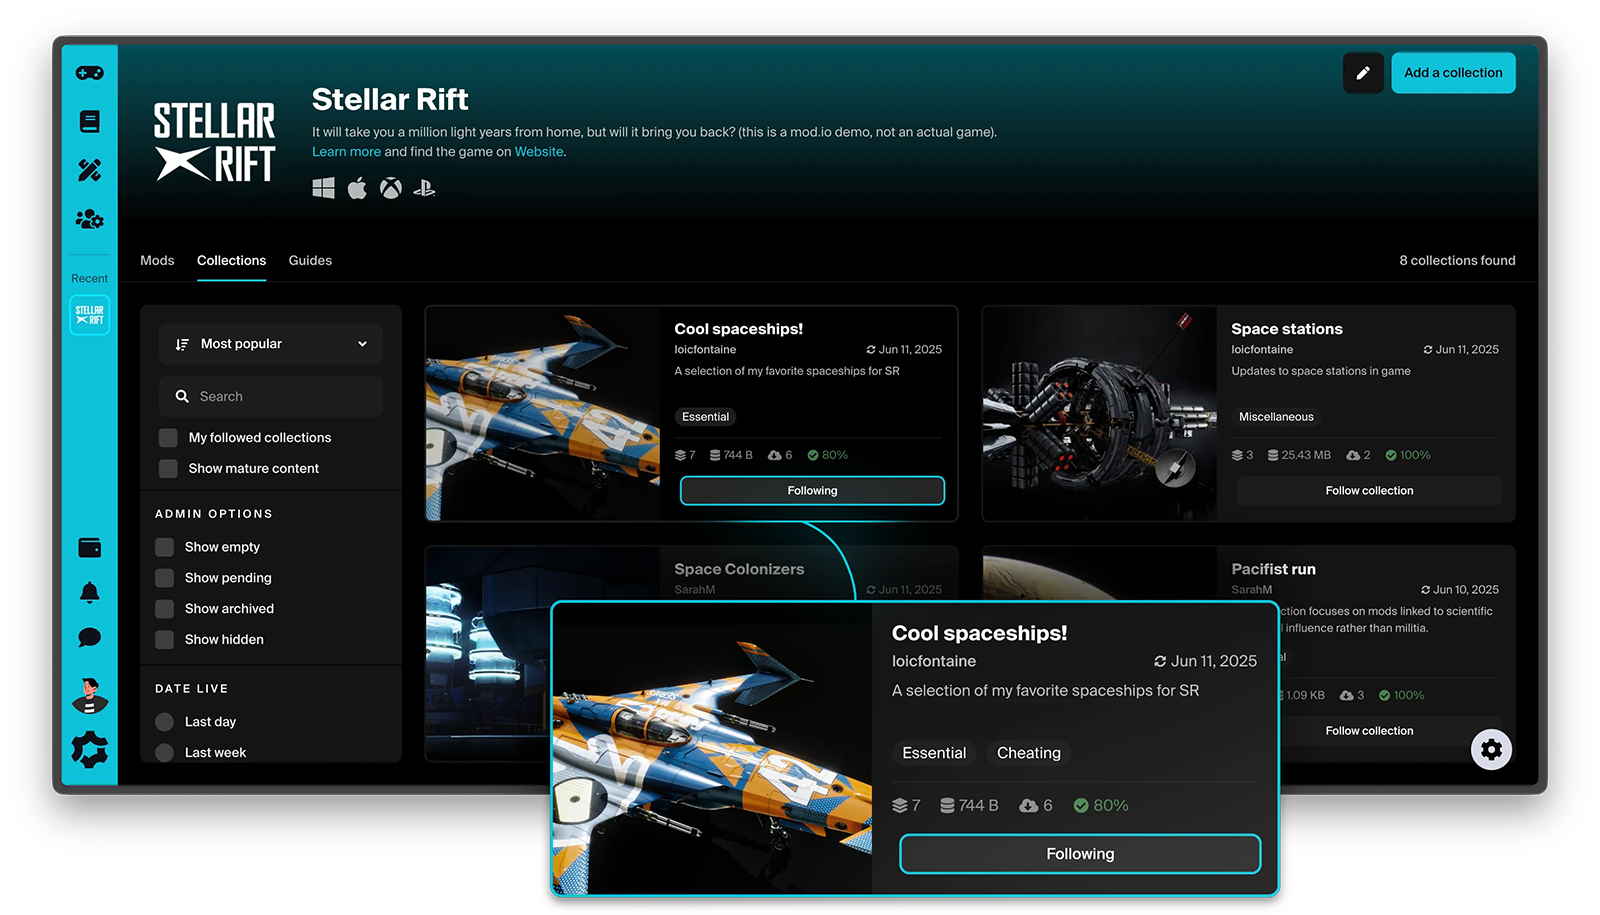 Add a collection
STELLAR
RIFT
Stellar Rift
It will take you a million light years from home, but will it bring you back? (this is a mod.io demo, not an actual game).
Learn more and find the game on Website.
Mods
Collections
Guides
8 collections found
Recent
STELLAR
RIFT
Most popular
Search
My followed collections
Show mature content
ADMIN OPTIONS
Show empty
Show pending
Show archived
Show hidden
DATE LIVE
Last day
Last week
42
Cool spaceships!
loicfontaine
Jun 11, 2025
A selection of my favorite spaceships for SR
Essential
7 744 B 6 80%
Following
Space stations
loicfontaine
Jun 11, 2025
Updates to space stations in game
Miscellaneous
3 25.43 MB 2 100%
Follow collection
Space Colonizers
SarahM
Jun 11, 2025
Pacifist run
SarahM
Jun 10, 2025
ction focuses on mods linked to scientific
l influence rather than militia.
al
1.09 KB 3 100%
Follow collection
42
Cool spaceships!
loicfontaine
Jun 11, 2025
A selection of my favorite spaceships for SR
Essential
Cheating
7 744 B 6 80%
Following